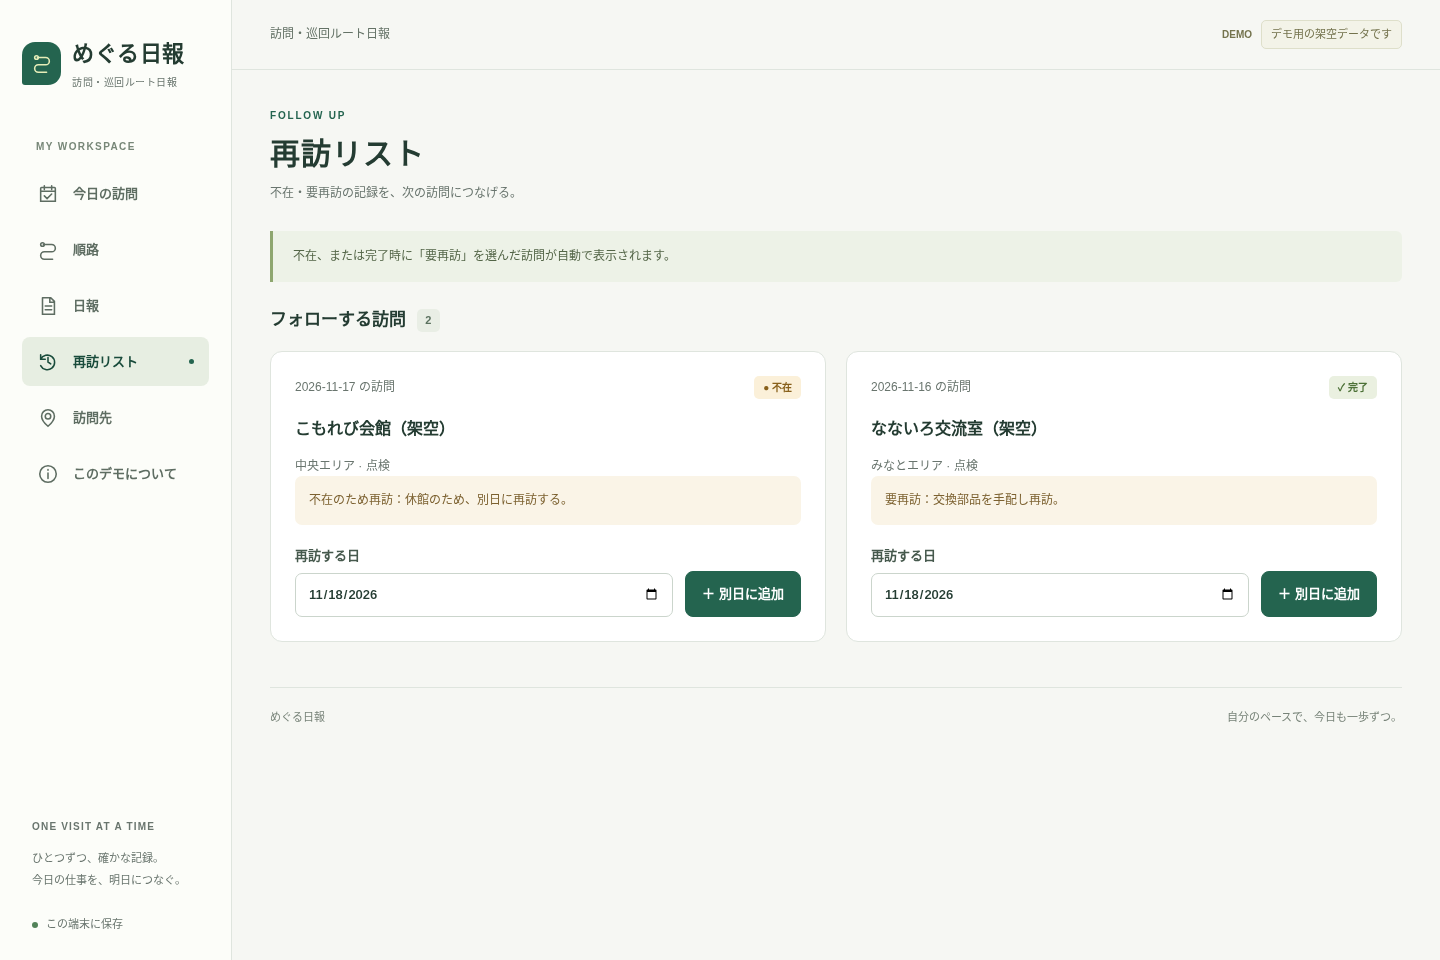 めぐる日報
訪問・巡回ルート日報
MY WORKSPACE
今日の訪問
順路
日報
再訪リスト
訪問先
このデモについて
ONE VISIT AT A TIME
ひとつずつ、確かな記録。
今日の仕事を、明日につなぐ。
この端末に保存
訪問・巡回ルート日報
DEMO デモ用の架空データです
FOLLOW UP
再訪リスト
不在・要再訪の記録を、次の訪問につなげる。
不在、または完了時に「要再訪」を選んだ訪問が自動で表示されます。
フォローする訪問 2
2026-11-17 の訪問 ● 不在
こもれび会館（架空）
中央エリア · 点検
不在のため再訪：休館のため、別日に再訪する。
再訪する日
11/18/2026 ＋ 別日に追加
2026-11-16 の訪問 ✓ 完了
なないろ交流室（架空）
みなとエリア · 点検
要再訪：交換部品を手配し再訪。
再訪する日
11/18/2026 ＋ 別日に追加
めぐる日報
自分のペースで、今日も一歩ずつ。